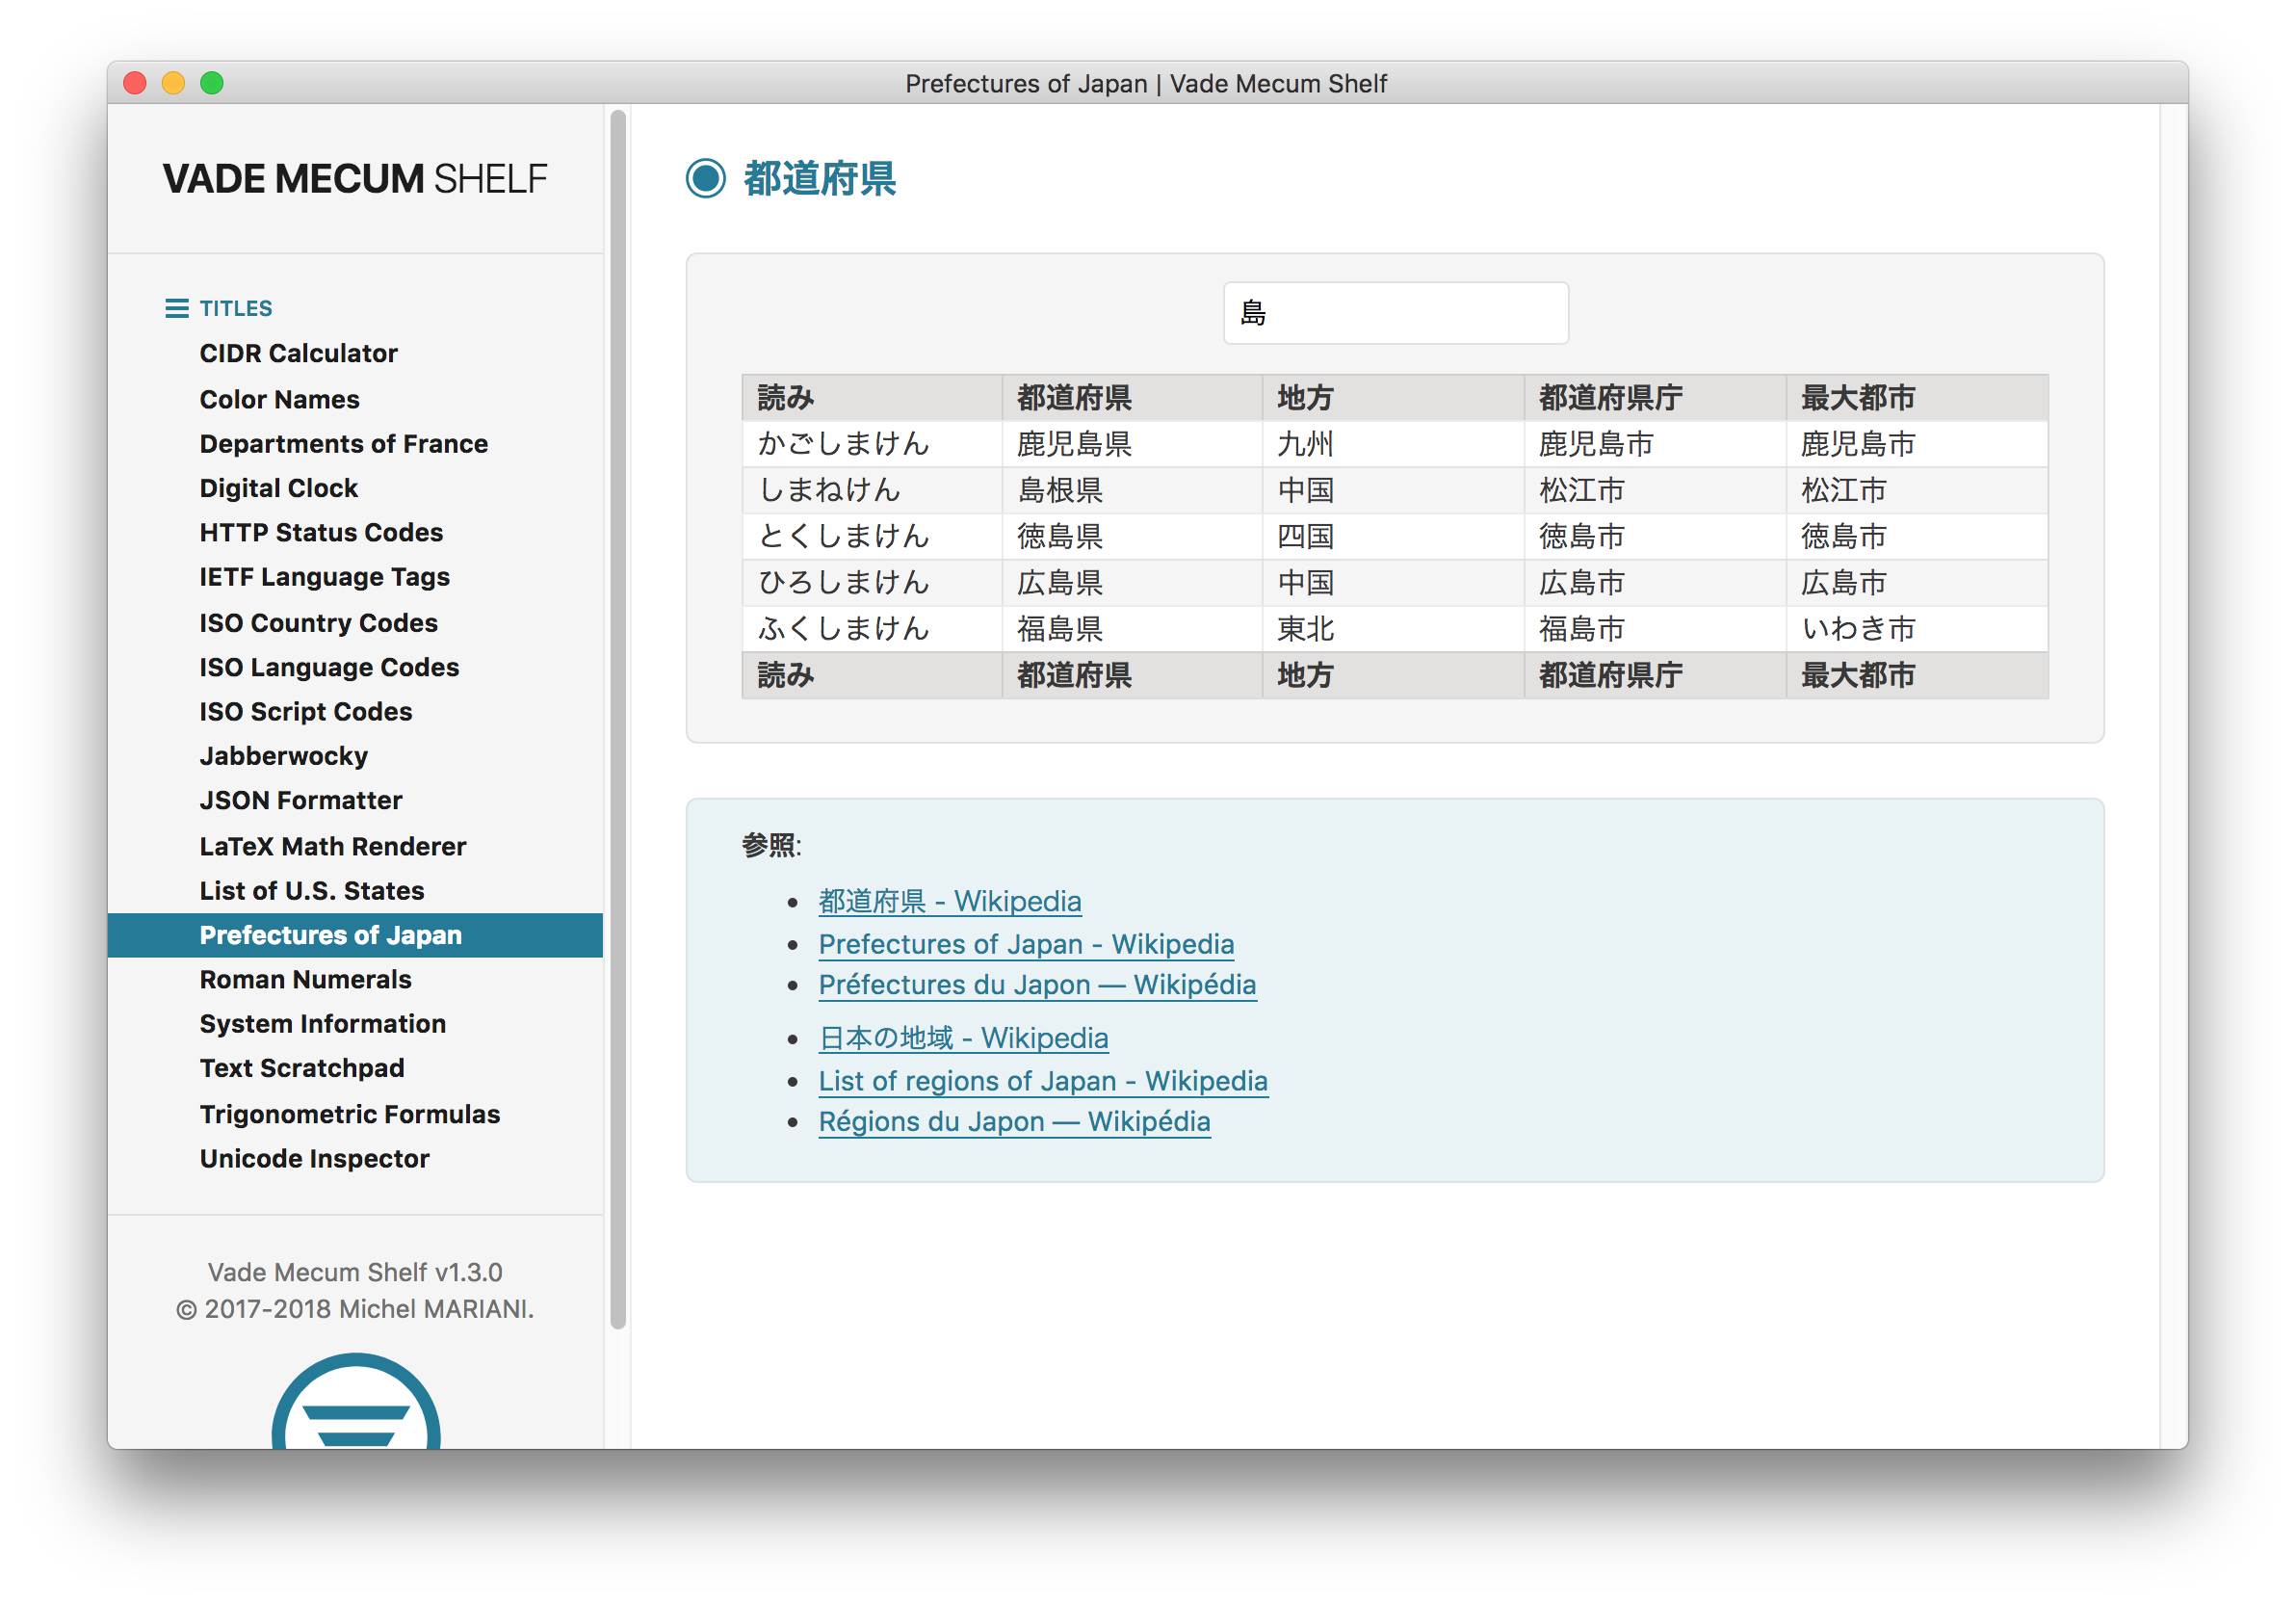 Prefectures of Japan | Vade Mecum Shelf
VADE MECUM SHELF
TITLES
CIDR Calculator
Color Names
Departments of France
Digital Clock
HTTP Status Codes
IETF Language Tags
ISO Country Codes
ISO Language Codes
ISO Script Codes
Jabberwocky
JSON Formatter
LaTeX Math Renderer
List of U.S. States
Prefectures of Japan
Roman Numerals
System Information
Text Scratchpad
Trigonometric Formulas
Unicode Inspector
Vade Mecum Shelf v1.3.0
© 2017-2018 Michel MARIANI.
都道府県
島
読み 都道府県 地方 都道府県庁 最大都市
かごしまけん 鹿児島県 九州 鹿児島市 鹿児島市
しまねけん 島根県 中国 松江市 松江市
とくしまけん 徳島県 四国 徳島市 徳島市
ひろしまけん 広島県 中国 広島市 広島市
ふくしまけん 福島県 東北 福島市 いわき市
読み 都道府県 地方 都道府県庁 最大都市
参照:
都道府県 - Wikipedia
Prefectures of Japan - Wikipedia
Préfectures du Japon — Wikipédia
日本の地域 - Wikipedia
List of regions of Japan - Wikipedia
Régions du Japon — Wikipédia